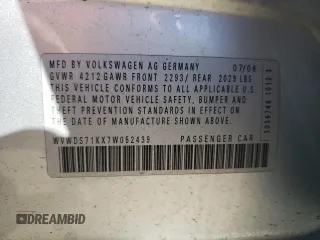 MFD BY VOLKSWAGEN AG GERMANY 07/06
GVWR 4212 GAWR FRONT 2293/ REAR 2028 LBS
THIS VEHICLE CONFORMS TO ALL APPLICABLE U.S.
FEDERAL MOTOR VEHICLE SAFETY, BUMPER AND
THEFT PREVENTION STANDARDS IN EFFECT ON THE
DATE OF MANUFACTURE SHOWN ABOVE.
WVWDS71KX7W052439 PASSENGER CAR
DREAMBID